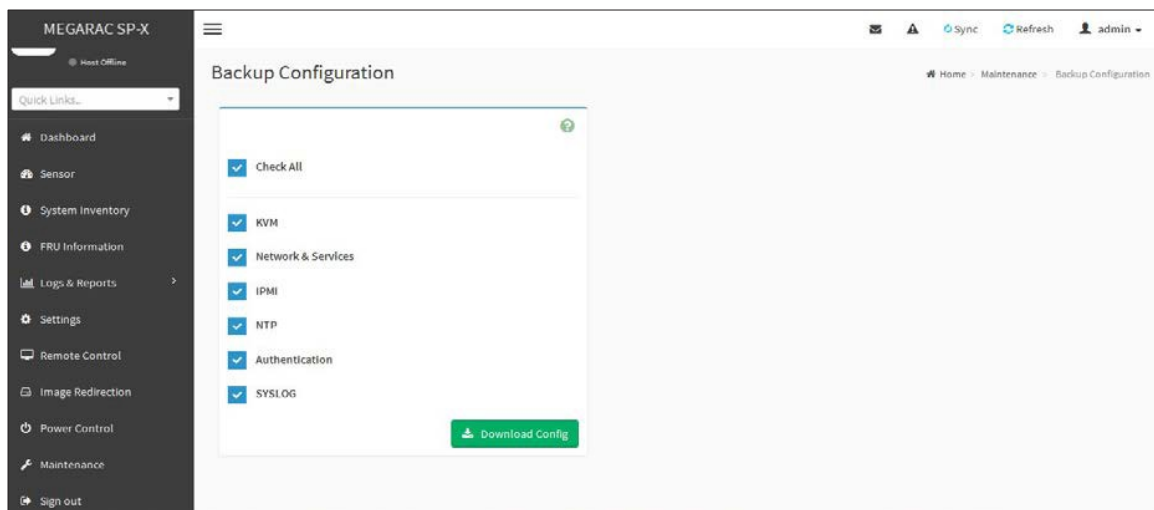 MEGARAC SP-X
Host Offline
Quick Links...
Dashboard
Sensor
System Inventory
FRU Information
Logs & Reports
Settings
Remote Control
Image Redirection
Power Control
Maintenance
Sign out
Sync
Refresh
admin
Backup Configuration
Home > Maintenance > Backup Configuration
Check All
KVM
Network & Services
IPMI
NTP
Authentication
SYSLOG
Download Config